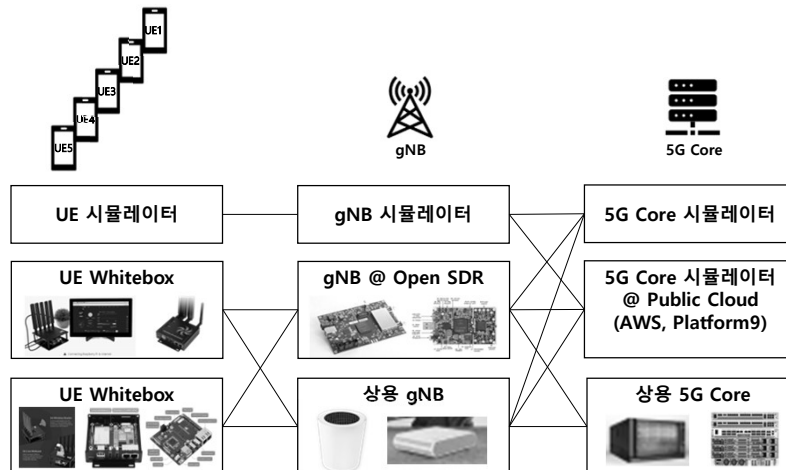 UE1
UE2
UE3
UE4
UE5
gNB
5G Core
UE 시뮬레이터
gNB 시뮬레이터
5G Core 시뮬레이터
UE Whitebox
gNB @ Open SDR
5G Core 시뮬레이터
@ Public Cloud
(AWS, Platform9)
UE Whitebox
상용 gNB
상용 5G Core